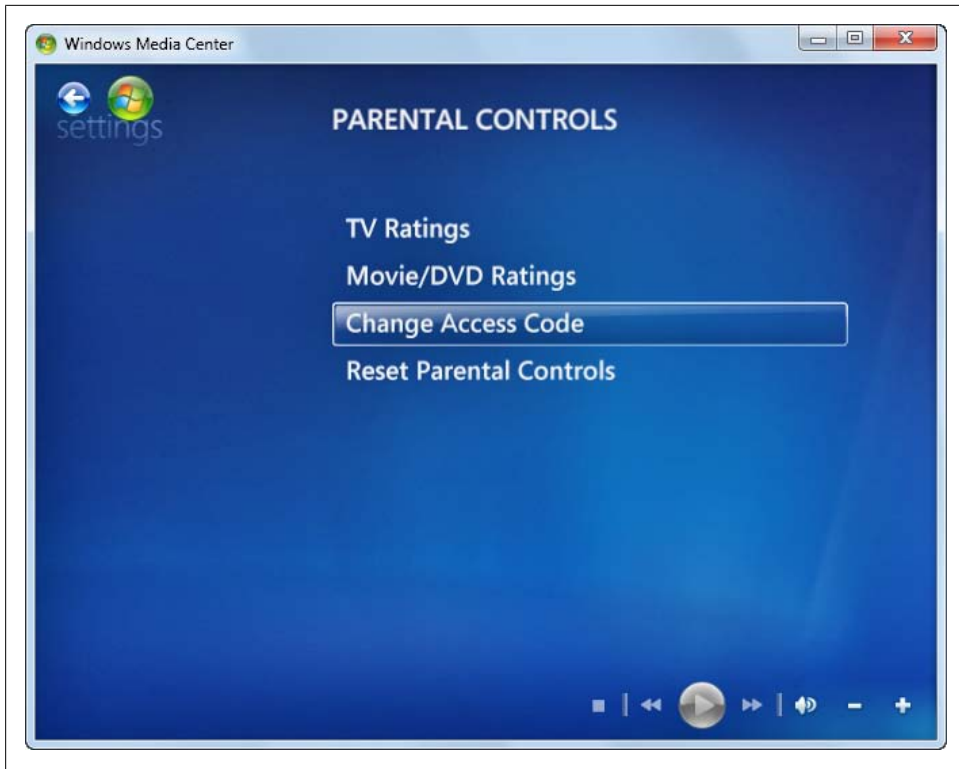 Windows Media Center
settings
PARENTAL CONTROLS
TV Ratings
Movie/DVD Ratings
Change Access Code
Reset Parental Controls